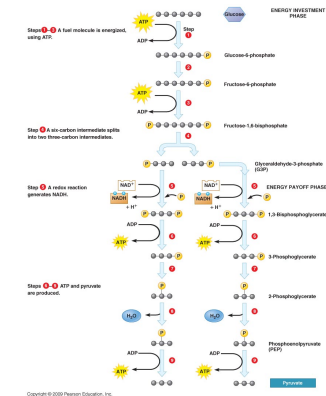 ENERGY INVESTMENT
PHASE
Glucose
ATP
Step
Steps 1 – 3 A fuel molecule is energized,
using ATP.
1
ADP
P
Glucose-6-phosphate
2
P
Fructose-6-phosphate
ATP
3
ADP
P P
Fructose-1,6-bisphosphate
Step 4 A six-carbon intermediate splits
into two three-carbon intermediates.
4
P P
Glyceraldehyde-3-phosphate
(G3P)
Step 5 A redox reaction
generates NADH.
NAD+ 5 P NAD+ 5 P
ENERGY PAYOFF PHASE
NADH NADH
+ H+ + H+
P P P P
1,3-Bisphosphoglycerate
ADP ADP
6 6
ATP ATP
P P
3-Phosphoglycerate
7 7
Steps 6 – 9 ATP and pyruvate
are produced.
P P
2-Phosphoglycerate
8 8
H2O H2O
P P
Phosphoenolpyruvate
(PEP)
ADP ADP
9 9
ATP ATP
Pyruvate
Copyright © 2009 Pearson Education, Inc.